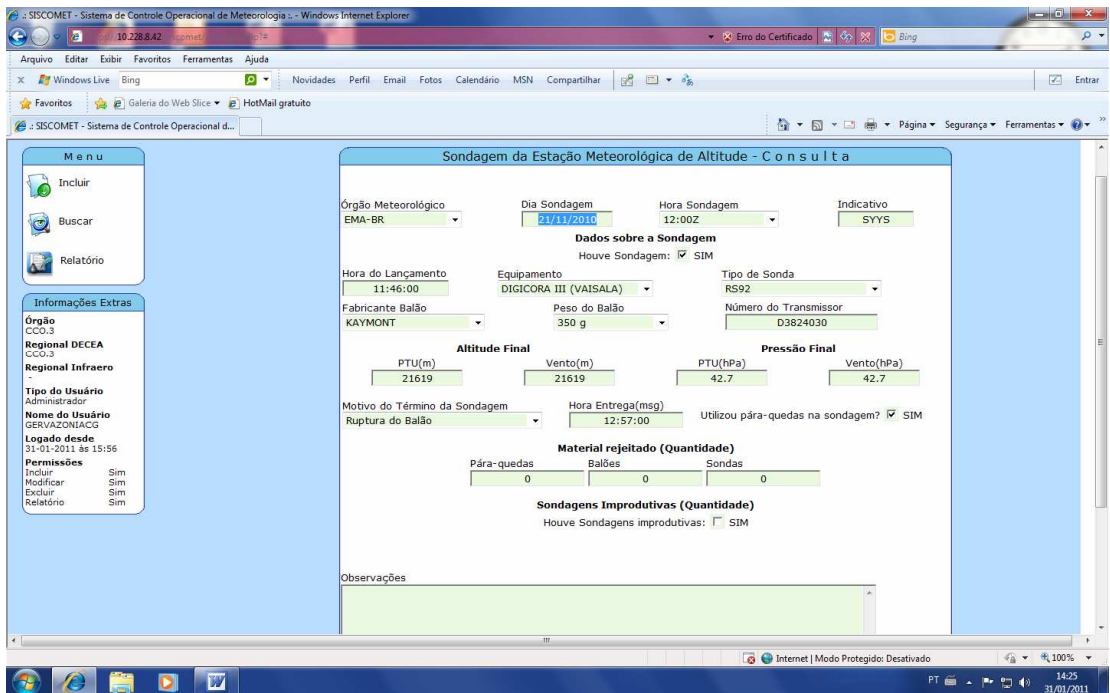 .: SISCOMET - Sistema de Controle Operacional de Meteorologia :. - Windows Internet Explorer
10.228.8.42
Erro do Certificado
Bing
Arquivo Editar Exibir Favoritos Ferramentas Ajuda
x Windows Live Bing Novidades Perfil Email Fotos Calendário MSN Compartilhar Entrar
Favoritos Galeria do Web Slice HotMail gratuito
.: SISCOMET - Sistema de Controle Operacional d... Página Segurança Ferramentas
Menu
Incluir
Buscar
Relatório
Informações Extras
Órgão
CCO.3
Regional DECEA
CCO.3
Regional Infraero
-
Tipo do Usuário
Administrador
Nome do Usuário
GERVAZONIACG
Logado desde
31-01-2011 às 15:56
Permissões
Incluir Sim
Modificar Sim
Excluir Sim
Relatório Sim
Sondagem da Estação Meteorológica de Altitude - C o n s u l t a
Órgão Meteorológico Dia Sondagem Hora Sondagem Indicativo
EMA-BR 21/11/2010 12:00Z SYYS
Dados sobre a Sondagem
Houve Sondagem: SIM
Hora do Lançamento Equipamento Tipo de Sonda
11:46:00 DIGICORA III (VAISALA) RS92
Fabricante Balão Peso do Balão Número do Transmissor
KAYMONT 350 g D3824030
Altitude Final Pressão Final
PTU(m) Vento(m) PTU(hPa) Vento(hPa)
21619 21619 42.7 42.7
Motivo do Término da Sondagem Hora Entrega(msg) Utilizou pára-quedas na sondagem? SIM
Ruptura do Balão 12:57:00
Material rejeitado (Quantidade)
Pára-quedas Balões Sondas
0 0 0
Sondagens Improdutivas (Quantidade)
Houve Sondagens improdutivas: SIM
Observações
Internet | Modo Protegido: Desativado 100%
PT 14:25
31/01/2011